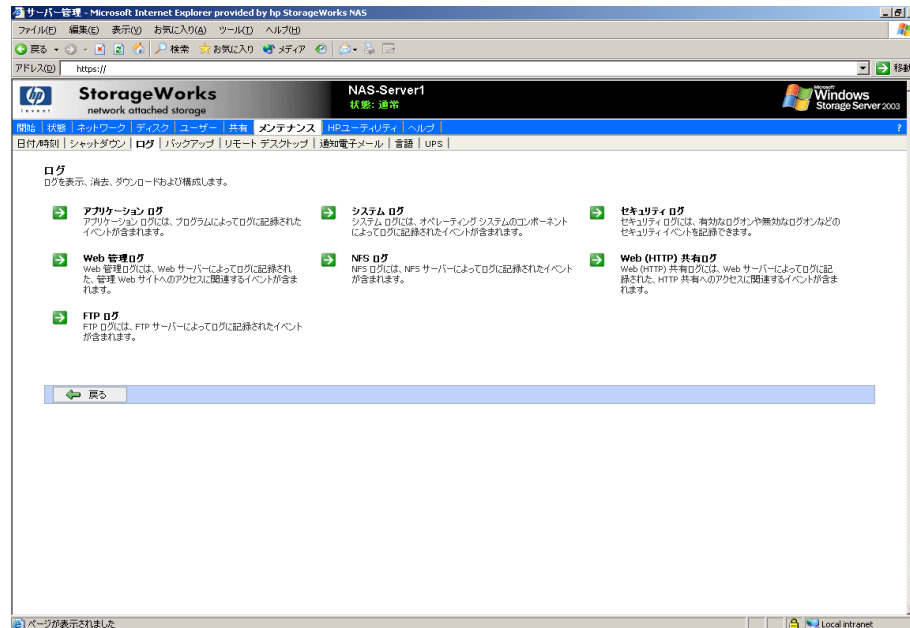 サーバー管理 - Microsoft Internet Explorer provided by hp StorageWorks NAS
ファイル(F) 編集(E) 表示(V) お気に入り(A) ツール(T) ヘルプ(H)
戻る 検索 お気に入り メディア
アドレス(D) https:// 移動
hp
invent
StorageWorks
network attached storage
NAS-Server1
状態: 通常
Microsoft
Windows
Storage Server 2003
開始 | 状態 | ネットワーク | ディスク | ユーザー | 共有 | メンテナンス | HPユーティリティ | ヘルプ | ?
日付/時刻 | シャットダウン | ログ | バックアップ | リモート デスクトップ | 通知電子メール | 言語 | UPS |
ログ
ログを表示、消去、ダウンロードおよび構成します。
アプリケーション ログ
アプリケーション ログには、プログラムによってログに記録された
イベントが含まれます。
システム ログ
システム ログには、オペレーティング システムのコンポーネント
によってログに記録されたイベントが含まれます。
セキュリティ ログ
セキュリティ ログには、有効なログオンや無効なログオンなどの
セキュリティ イベントを記録できます。
Web 管理ログ
Web 管理ログには、Web サーバーによってログに記録され
た、管理 Web サイトへのアクセスに関連するイベントが含ま
れます。
NFS ログ
NFS ログには、NFS サーバーによってログに記録されたイベント
が含まれます。
Web (HTTP) 共有ログ
Web (HTTP) 共有ログには、Web サーバーによってログに記
録された、HTTP 共有へのアクセスに関連するイベントが含ま
れます。
FTP ログ
FTP ログには、FTP サーバーによってログに記録されたイベント
が含まれます。
戻る
ページが表示されました
Local intranet